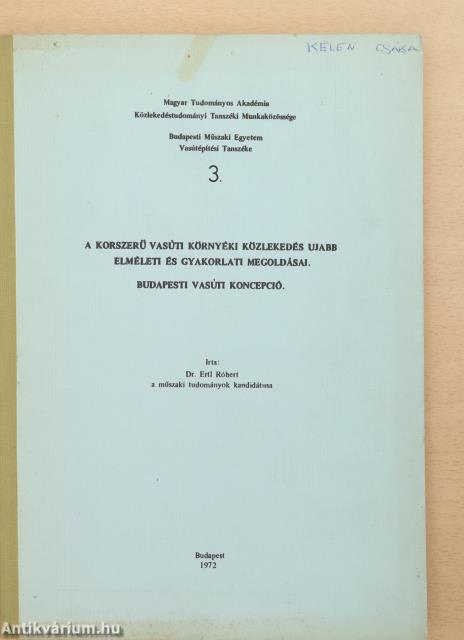 KELEN CSABA
Magyar Tudományos Akadémia
Közlekedéstudományi Tanszéki Munkaközössége
Budapesti Műszaki Egyetem
Vasútépítési Tanszéke
3.
A KORSZERŰ VASÚTI KÖRNYÉKI KÖZLEKEDÉS UJABB
ELMÉLETI ÉS GYAKORLATI MEGOLDÁSAI.
BUDAPESTI VASÚTI KONCEPCIÓ.
Irta:
Dr. Ertl Róbert
a műszaki tudományok kandidátusa
Budapest
1972
Antikvárium.hu